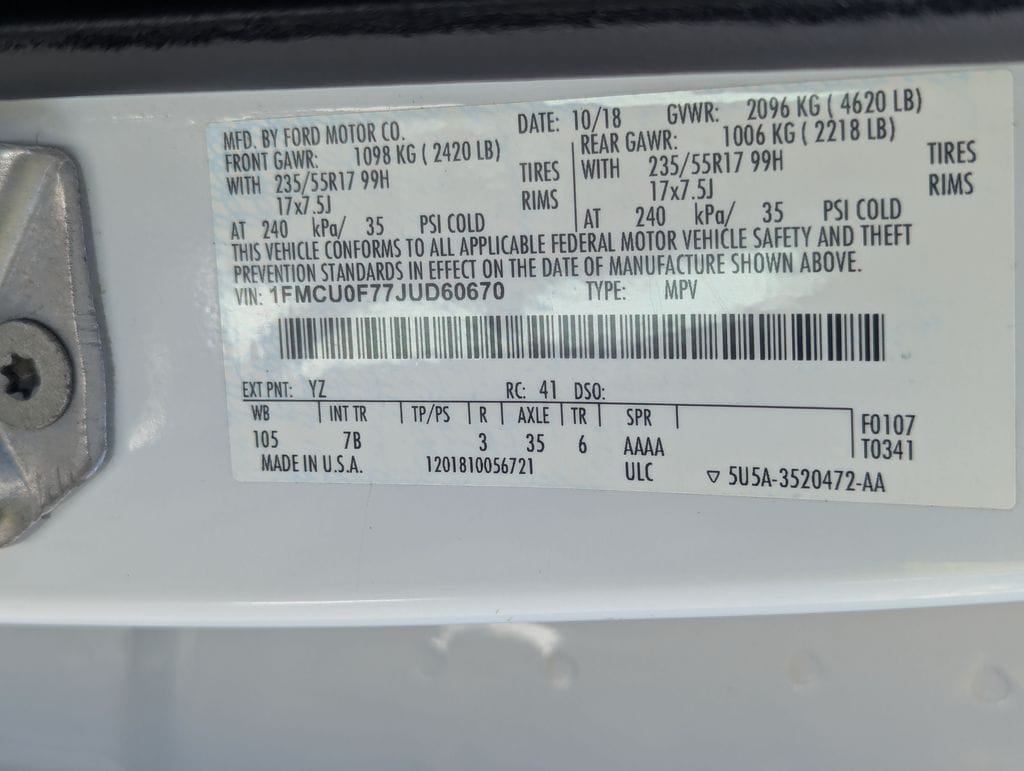 MFD. BY FORD MOTOR CO. DATE: 10/18 GVWR: 2096 KG ( 4620 LB)
FRONT GAWR: 1098 KG ( 2420 LB) REAR GAWR: 1006 KG ( 2218 LB)
WITH 235/55R17 99H TIRES WITH 235/55R17 99H TIRES
17x7.5J RIMS 17x7.5J RIMS
AT 240 kPa/ 35 PSI COLD AT 240 kPa/ 35 PSI COLD
THIS VEHICLE CONFORMS TO ALL APPLICABLE FEDERAL MOTOR VEHICLE SAFETY AND THEFT
PREVENTION STANDARDS IN EFFECT ON THE DATE OF MANUFACTURE SHOWN ABOVE.
VIN: 1FMCU0F77JUD60670 TYPE: MPV
EXT PNT: YZ RC: 41 DSO:
WB INT TR TP/PS R AXLE TR SPR F0107
105 7B 3 35 6 AAAA T0341
MADE IN U.S.A. 1201810056721 ULC ▽ 5U5A-3520472-AA